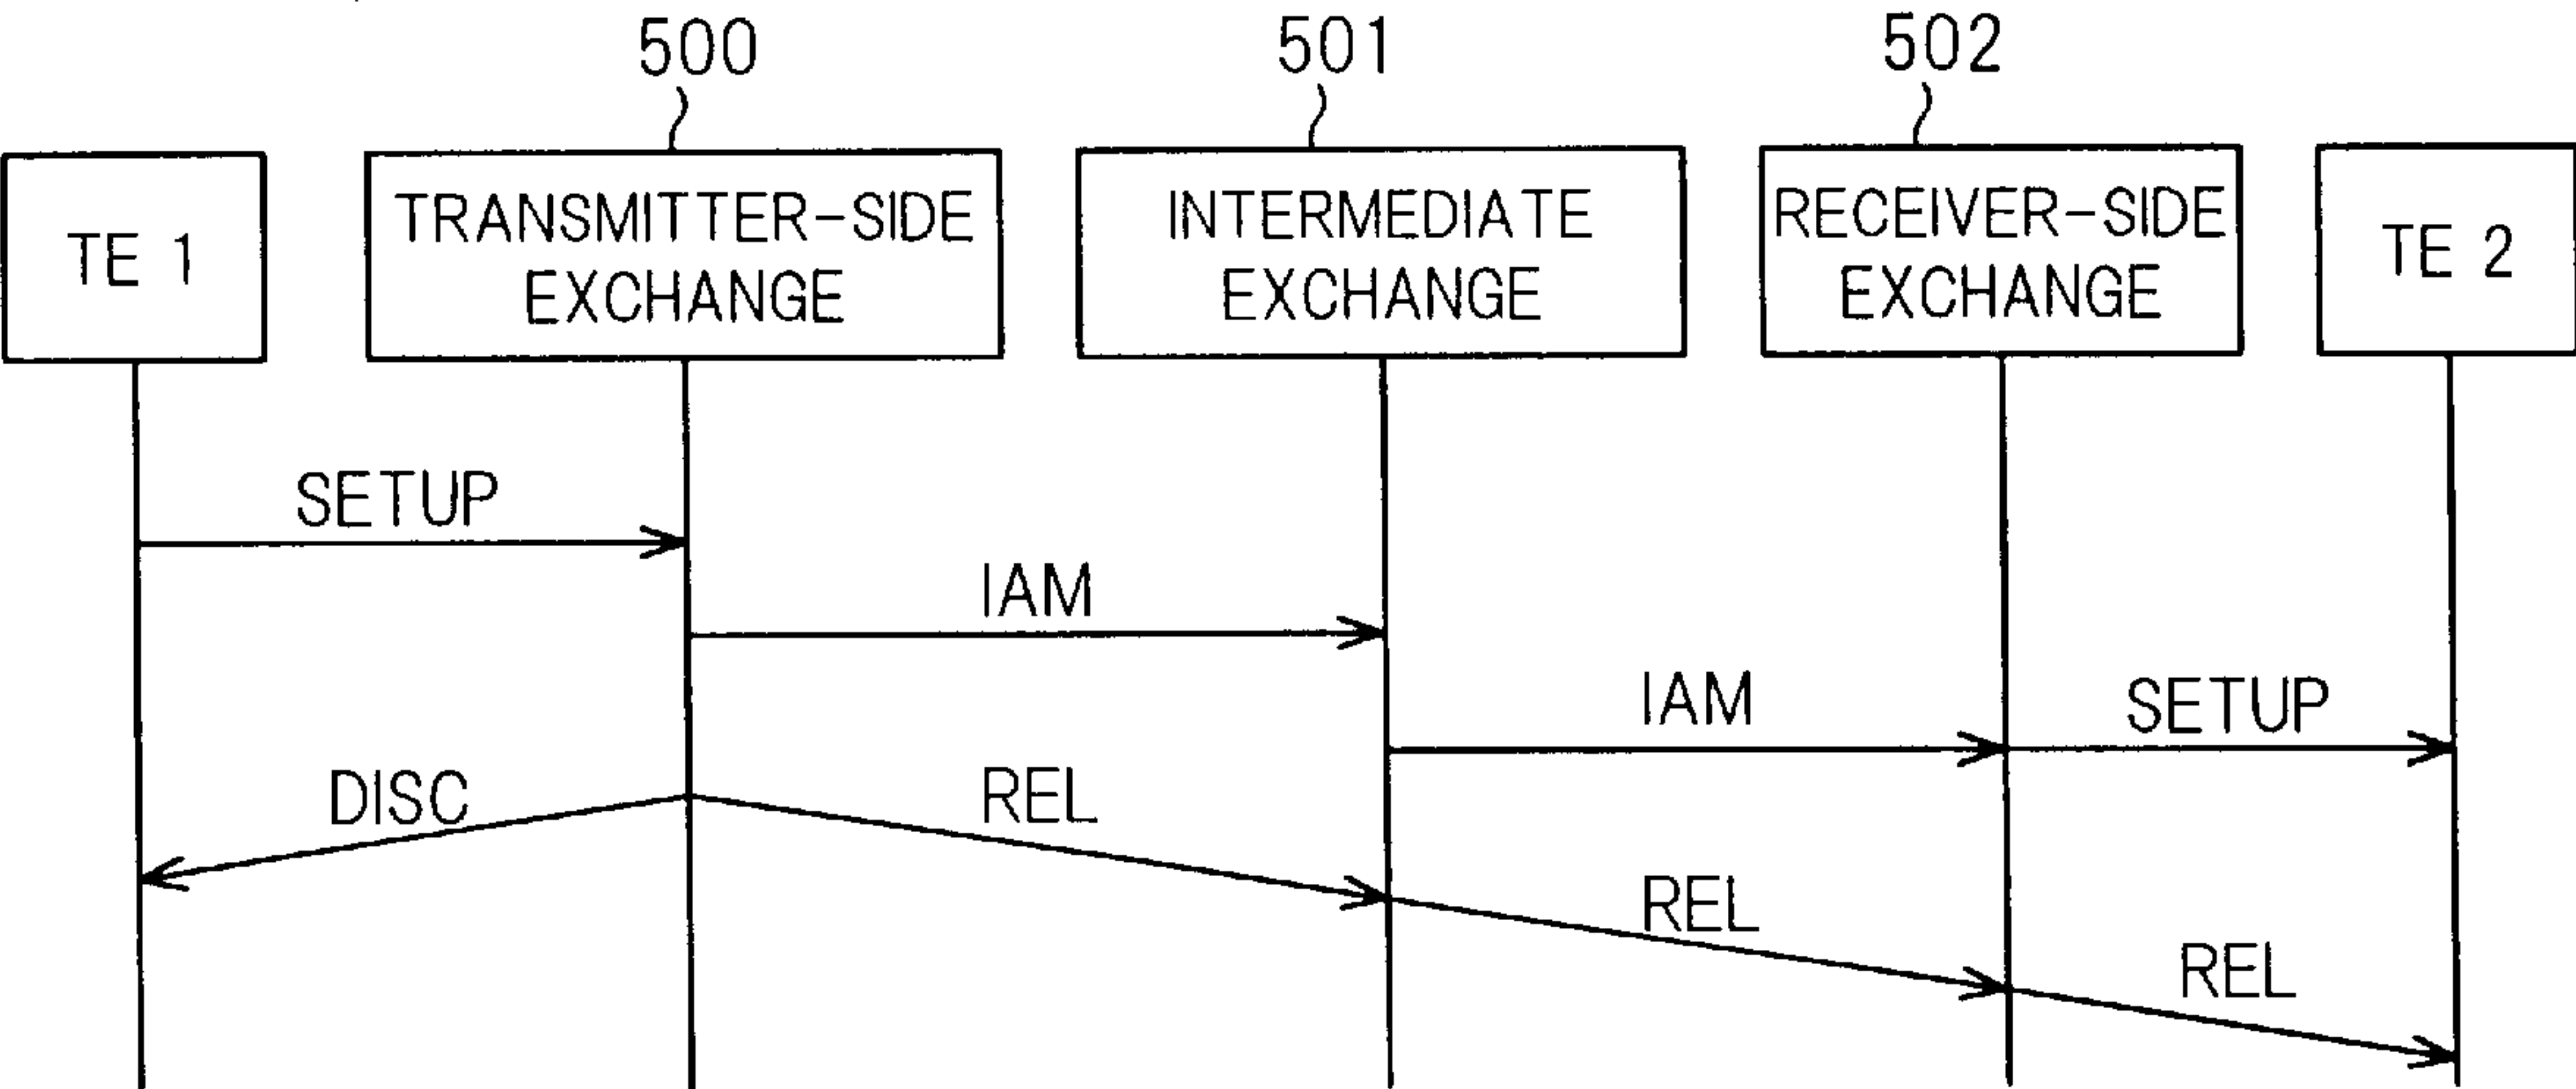 500
501
502
TE 1
TRANSMITTER-SIDE
EXCHANGE
INTERMEDIATE
EXCHANGE
RECEIVER-SIDE
EXCHANGE
TE 2
SETUP
IAM
IAM
SETUP
DISC
REL
REL
REL